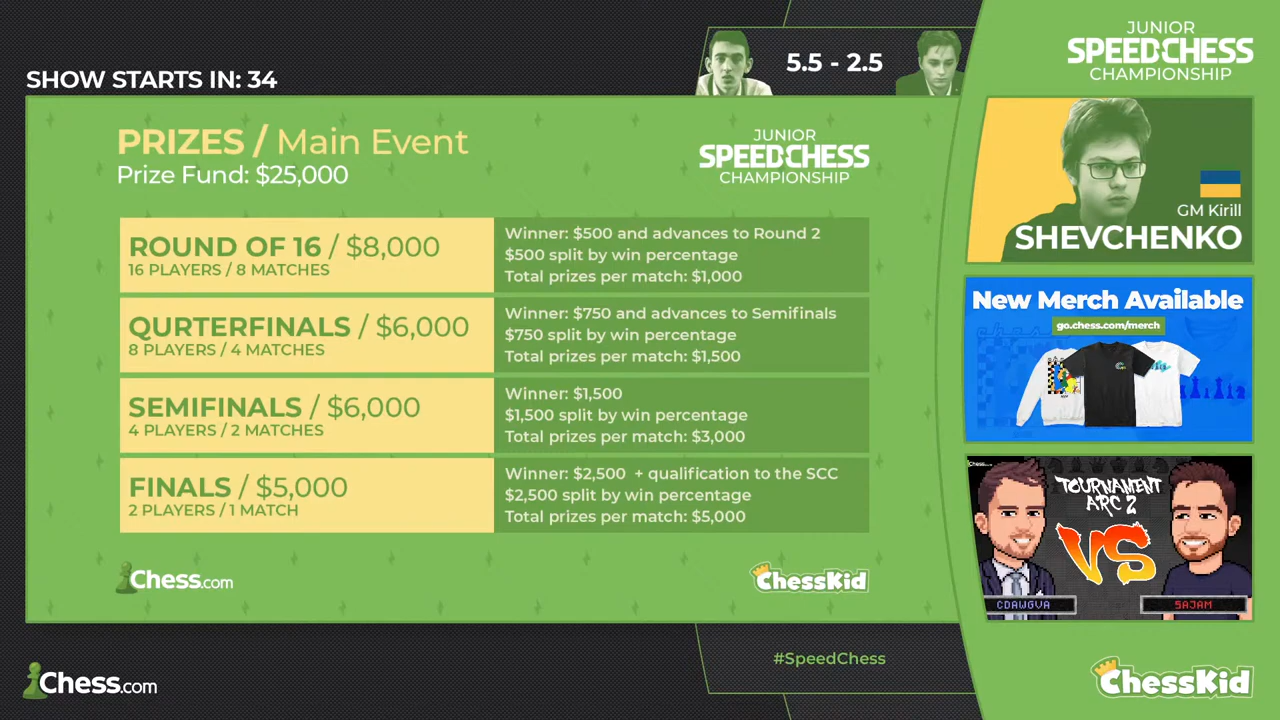 SHOW STARTS IN: 34
5.5 - 2.5
PRIZES / Main Event
Prize Fund: $25,000
JUNIOR
SPEEDCHESS
CHAMPIONSHIP
ROUND OF 16 / $8,000
16 PLAYERS / 8 MATCHES
Winner: $500 and advances to Round 2
$500 split by win percentage
Total prizes per match: $1,000
QURTERFINALS / $6,000
8 PLAYERS / 4 MATCHES
Winner: $750 and advances to Semifinals
$750 split by win percentage
Total prizes per match: $1,500
SEMIFINALS / $6,000
4 PLAYERS / 2 MATCHES
Winner: $1,500
$1,500 split by win percentage
Total prizes per match: $3,000
FINALS / $5,000
2 PLAYERS / 1 MATCH
Winner: $2,500 + qualification to the SCC
$2,500 split by win percentage
Total prizes per match: $5,000
Chess.com
ChessKid
JUNIOR
SPEEDCHESS
CHAMPIONSHIP
GM Kirill
SHEVCHENKO
New Merch Available
go.chess.com/merch
Chess.com
TOURNAMENT
ARC 2
VS
CDAWGVA
5AJAM
#SpeedChess
Chess.com
ChessKid